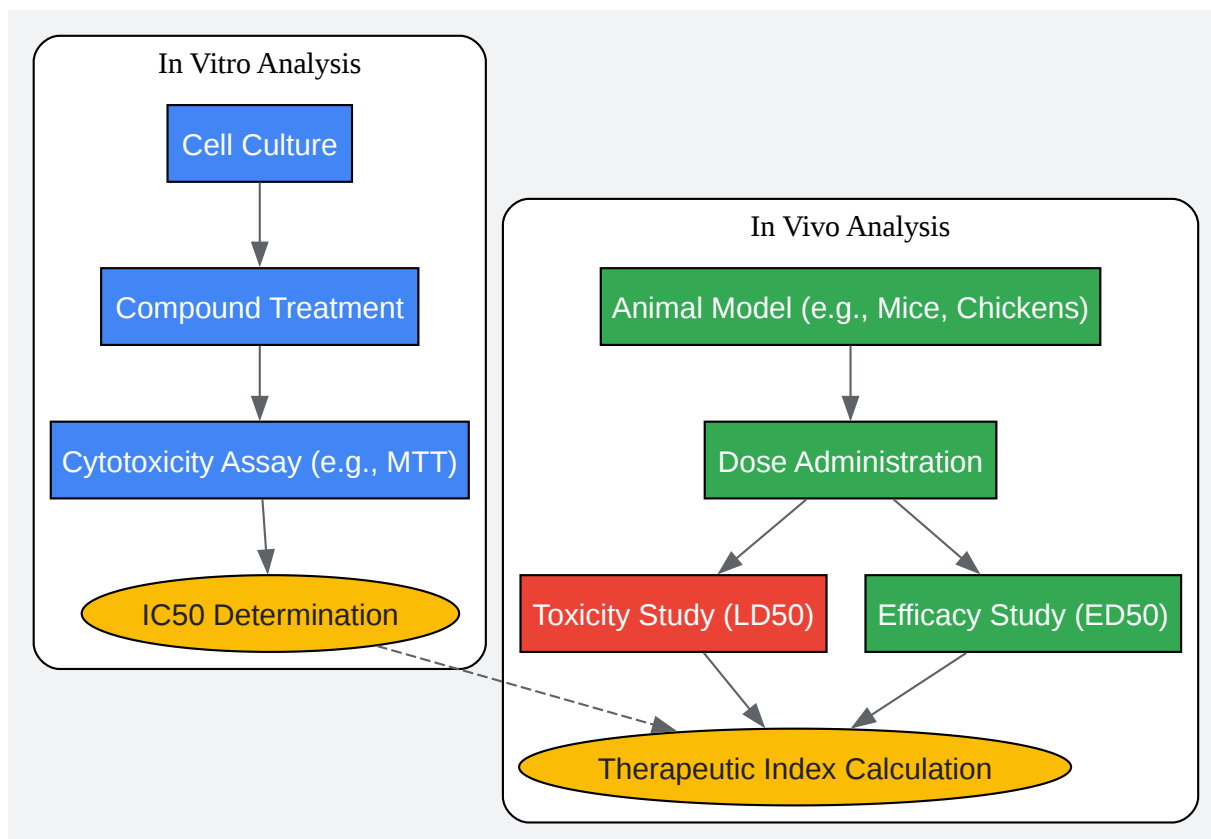 In Vitro Analysis
Cell Culture
Compound Treatment
Cytotoxicity Assay (e.g., MTT)
IC50 Determination
In Vivo Analysis
Animal Model (e.g., Mice, Chickens)
Dose Administration
Toxicity Study (LD50)
Efficacy Study (ED50)
Therapeutic Index Calculation